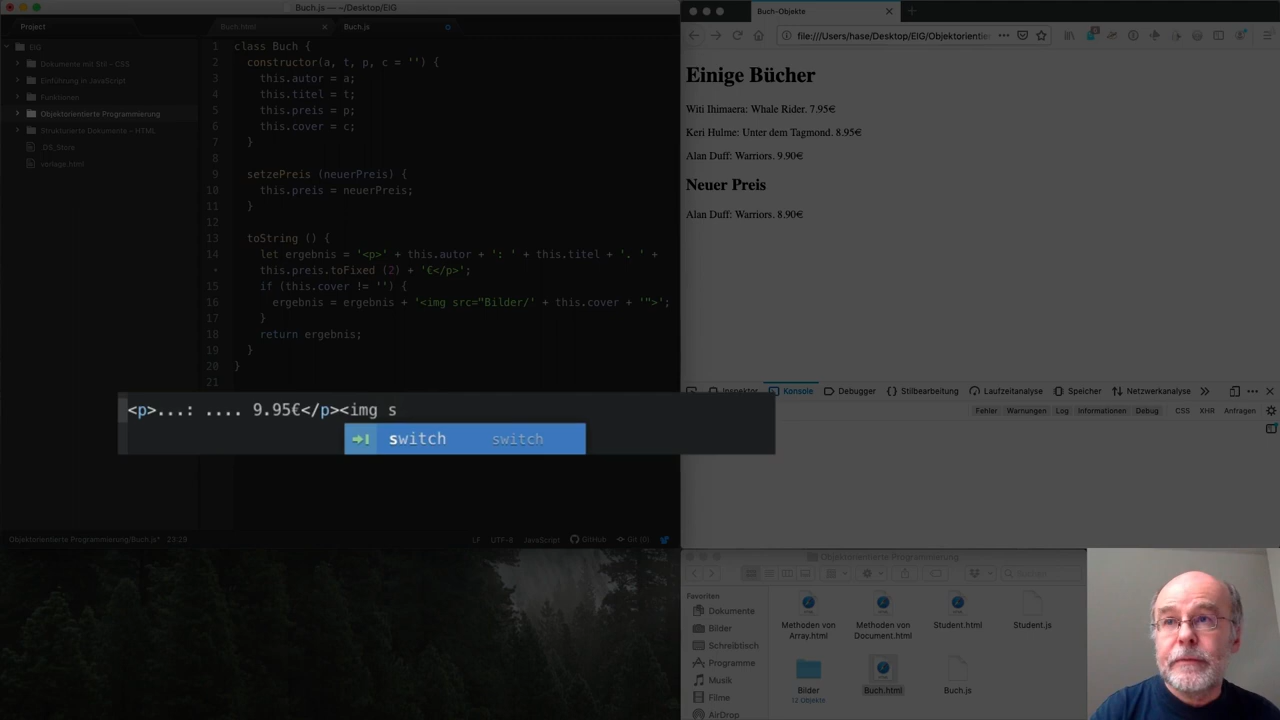 Buch.js — ~/Desktop/EIG
Project
Buch.html
Buch.js
EIG
Dokumente mit Stil – CSS
Einführung in JavaScript
Funktionen
Objektorientierte Programmierung
Strukturierte Dokumente – HTML
.DS_Store
vorlage.html
1 class Buch {
2 constructor(a, t, p, c = '') {
3 this.autor = a;
4 this.titel = t;
5 this.preis = p;
6 this.cover = c;
7 }
8
9 setzePreis (neuerPreis) {
10 this.preis = neuerPreis;
11 }
12
13 toString () {
14 let ergebnis = '<p>' + this.autor + ': ' + this.titel + '. ' +
• this.preis.toFixed (2) + '€</p>';
15 if (this.cover != '') {
16 ergebnis = ergebnis + '<img src="Bilder/' + this.cover + '">';
17 }
18 return ergebnis;
19 }
20 }
21
<p>...: .... 9.95€</p><img s
switch switch
Objektorientierte Programmierung/Buch.js* 23:29
LF UTF-8 JavaScript GitHub Git (0)
Buch-Objekte
file:///Users/hase/Desktop/EIG/Objektorientier
Einige Bücher
Witi Ihimaera: Whale Rider. 7.95€
Keri Hulme: Unter dem Tagmond. 8.95€
Alan Duff: Warriors. 9.90€
Neuer Preis
Alan Duff: Warriors. 8.90€
Inspektor Konsole Debugger Stilbearbeitung Laufzeitanalyse Speicher Netzwerkanalyse
Fehler Warnungen Log Informationen Debug CSS XHR Anfragen
Objektorientierte Programmierung
Suchen
Favoriten
Dokumente
Bilder
Schreibtisch
Programme
Musik
Filme
AirDrop
Methoden von Array.html
Methoden von Document.html
Student.html
Student.js
Bilder
12 Objekte
Buch.html
Buch.js